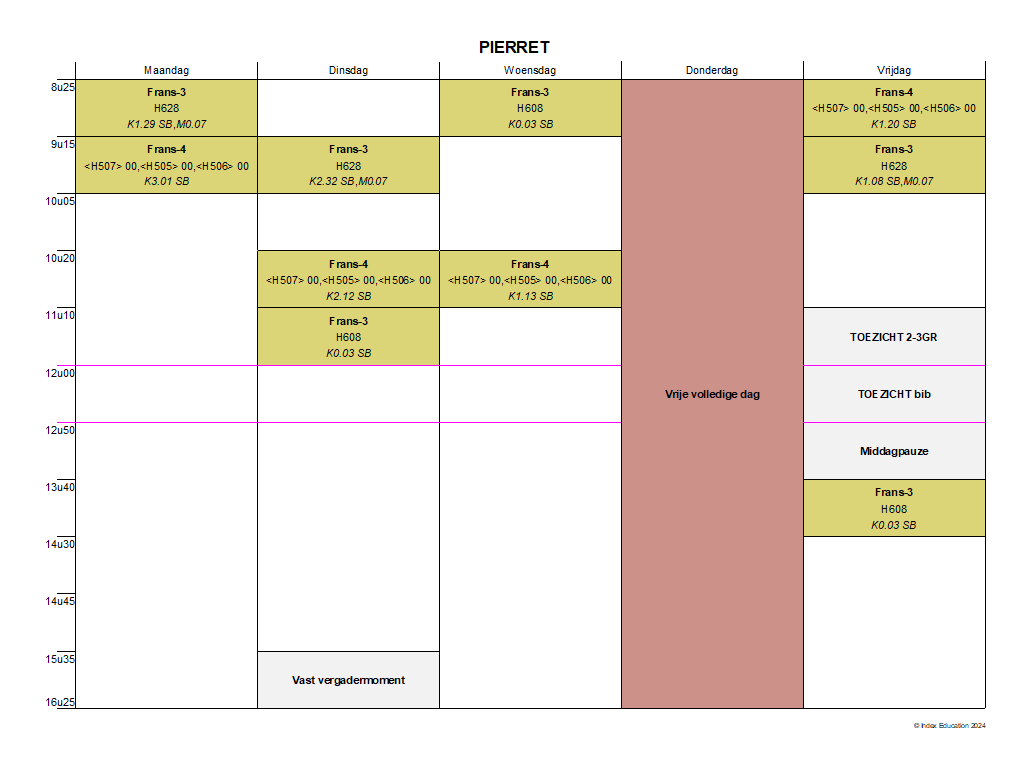 PIERRET
Maandag Dinsdag Woensdag Donderdag Vrijdag
8u25
Frans-3
H628
K1.29 SB,M0.07
Frans-3
H608
K0.03 SB
Frans-4
<H507> 00,<H505> 00,<H506> 00
K1.20 SB
9u15
Frans-4
<H507> 00,<H505> 00,<H506> 00
K3.01 SB
Frans-3
H628
K2.32 SB,M0.07
Frans-3
H628
K1.08 SB,M0.07
10u05
10u20
Frans-4
<H507> 00,<H505> 00,<H506> 00
K2.12 SB
Frans-4
<H507> 00,<H505> 00,<H506> 00
K1.13 SB
11u10
Frans-3
H608
K0.03 SB
TOEZICHT 2-3GR
12u00
Vrije volledige dag
TOEZICHT bib
12u50
Middagpauze
13u40
Frans-3
H608
K0.03 SB
14u30
14u45
15u35
Vast vergadermoment
16u25
© Index Education 2024